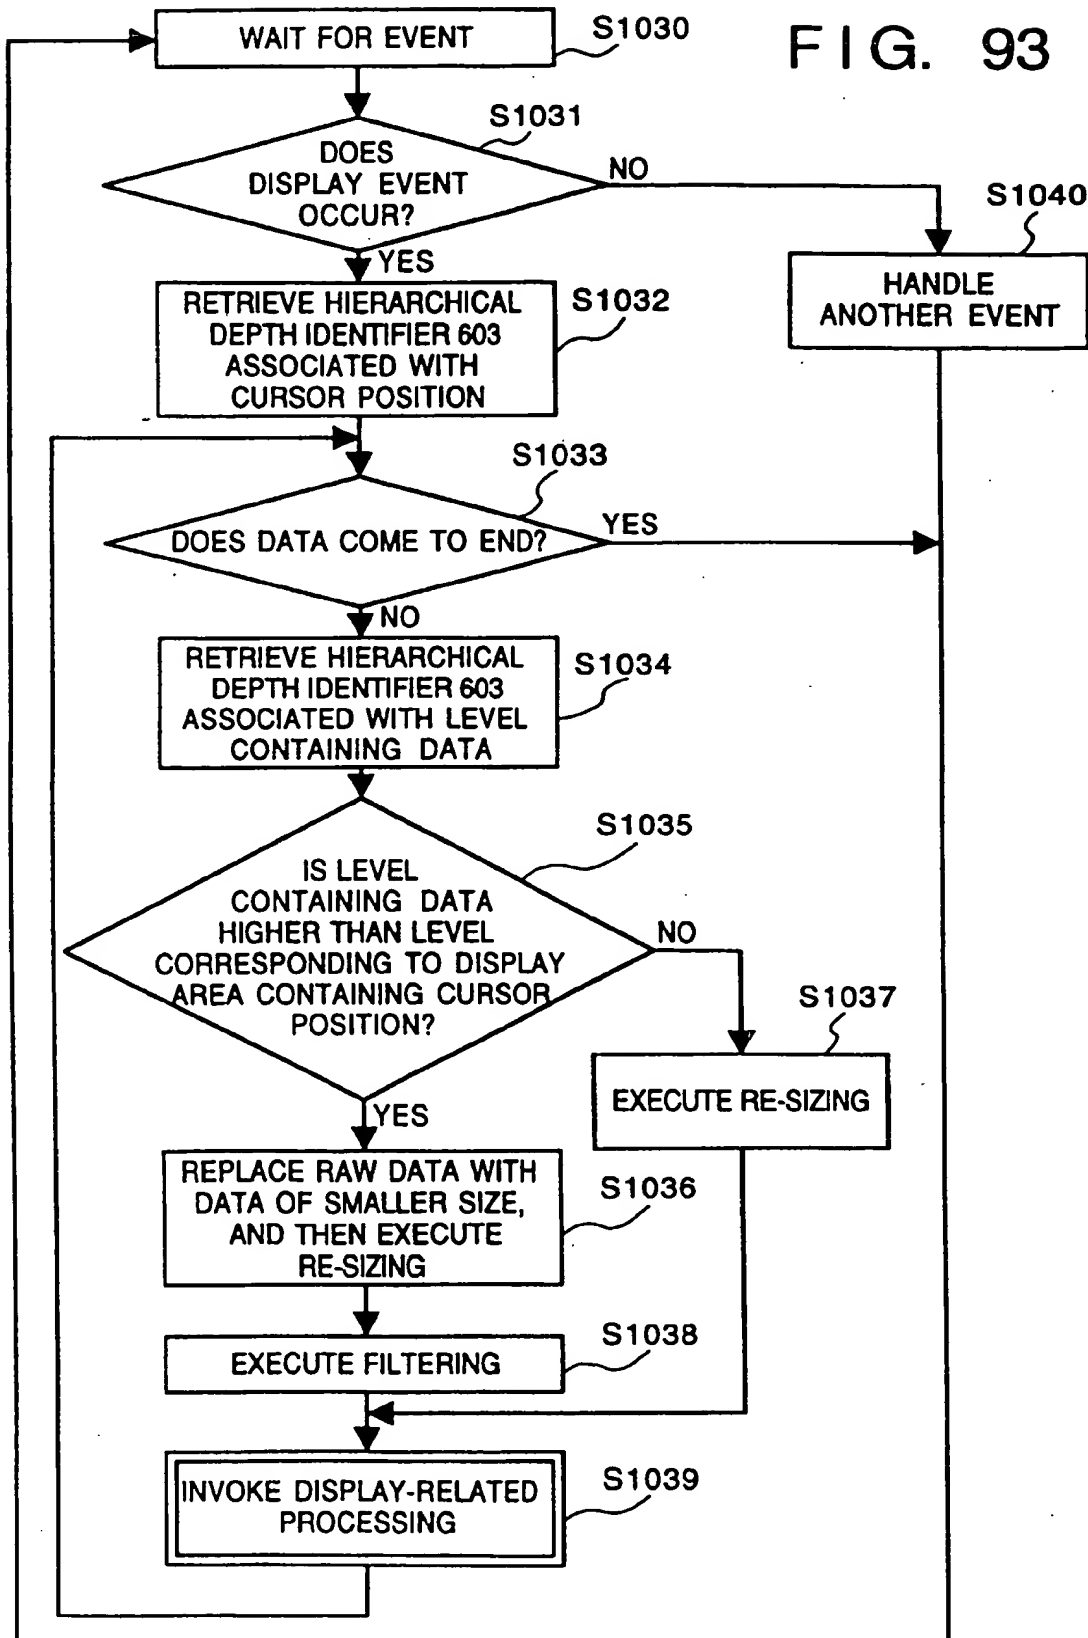 FIG. 93
WAIT FOR EVENT
S1030
DOES
DISPLAY EVENT
OCCUR?
S1031
NO
YES
S1040
HANDLE
ANOTHER EVENT
RETRIEVE HIERARCHICAL
DEPTH IDENTIFIER 603
ASSOCIATED WITH
CURSOR POSITION
S1032
S1033
DOES DATA COME TO END?
YES
NO
RETRIEVE HIERARCHICAL
DEPTH IDENTIFIER 603
ASSOCIATED WITH LEVEL
CONTAINING DATA
S1034
S1035
IS LEVEL
CONTAINING DATA
HIGHER THAN LEVEL
CORRESPONDING TO DISPLAY
AREA CONTAINING CURSOR
POSITION?
NO
YES
S1037
EXECUTE RE-SIZING
REPLACE RAW DATA WITH
DATA OF SMALLER SIZE,
AND THEN EXECUTE
RE-SIZING
S1036
EXECUTE FILTERING
S1038
INVOKE DISPLAY-RELATED
PROCESSING
S1039